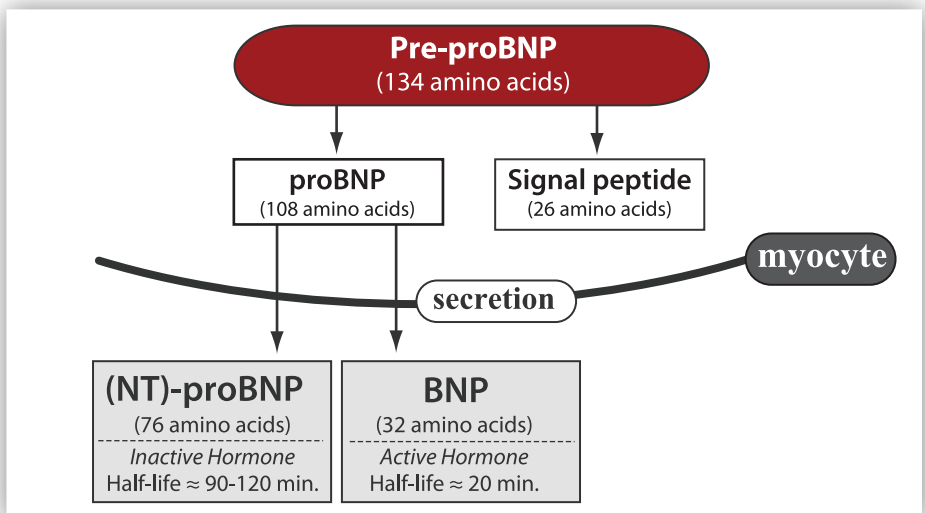 Pre-proBNP
(134 amino acids)
proBNP
(108 amino acids)
Signal peptide
(26 amino acids)
myocyte
secretion
(NT)-proBNP
(76 amino acids)
Inactive Hormone
Half-life ≈ 90-120 min.
BNP
(32 amino acids)
Active Hormone
Half-life ≈ 20 min.